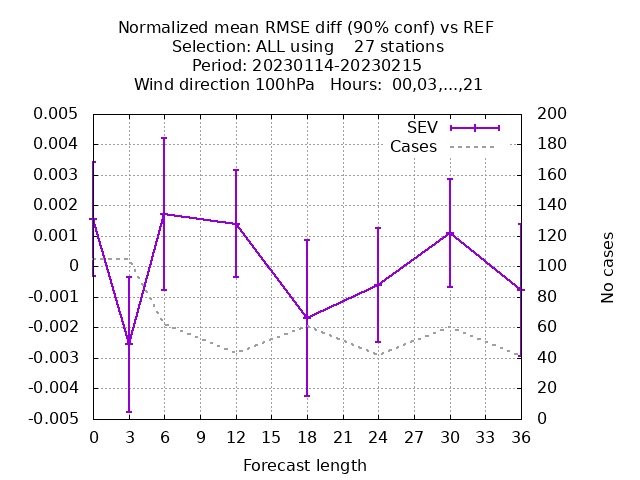 Normalized mean RMSE diff (90% conf) vs REF
Selection: ALL using    27 stations
Period: 20230114-20230215
Wind direction 100hPa   Hours:  00,03,...,21
SEV
Cases
0.005
0.004
0.003
0.002
0.001
0
-0.001
-0.002
-0.003
-0.004
-0.005
200
180
160
140
120
100
80
60
40
20
0
No cases
0 3 6 9 12 15 18 21 24 27 30 33 36
Forecast length